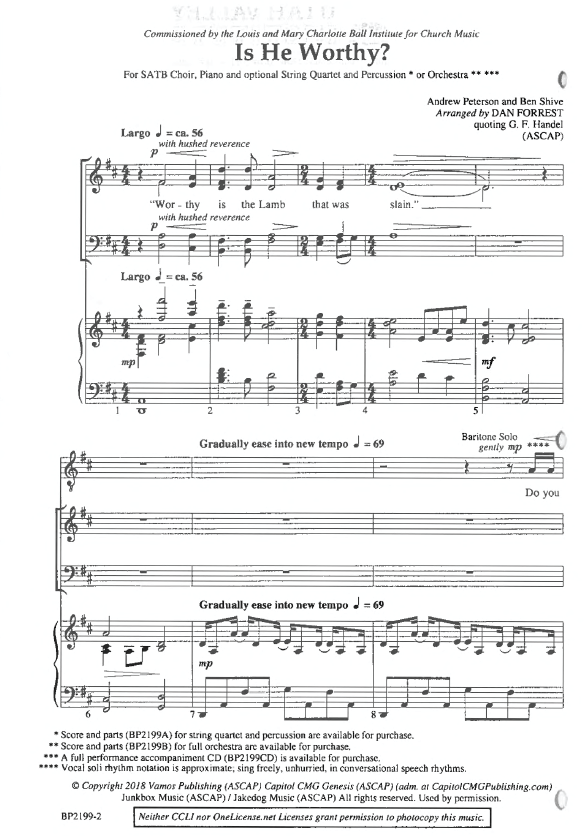 Commissioned by the Louis and Mary Charlotte Ball Institute for Church Music
Is He Worthy?
For SATB Choir, Piano and optional String Quartet and Percussion * or Orchestra ** ***
Andrew Peterson and Ben Shive
Arranged by DAN FORREST
quoting G. F. Handel
(ASCAP)
Largo ♩ = ca. 56
with hushed reverence
p
"Wor - thy is the Lamb that was slain."
with hushed reverence
p
Largo ♩ = ca. 56
mp mf
1 2 3 4 5
Gradually ease into new tempo ♩ = 69
Baritone Solo
gently mp ****
Do you
Gradually ease into new tempo ♩ = 69
mp
6 7 8
* Score and parts (BP2199A) for string quartet and percussion are available for purchase.
** Score and parts (BP2199B) for full orchestra are available for purchase.
*** A full performance accompaniment CD (BP2199CD) is available for purchase.
**** Vocal soli rhythm notation is approximate; sing freely, unhurried, in conversational speech rhythms.
© Copyright 2018 Vamos Publishing (ASCAP) Capitol CMG Genesis (ASCAP) (adm. at CapitolCMGPublishing.com)
Junkbox Music (ASCAP) / Jakedog Music (ASCAP) All rights reserved. Used by permission.
BP2199-2
Neither CCLI nor OneLicense.net Licenses grant permission to photocopy this music.